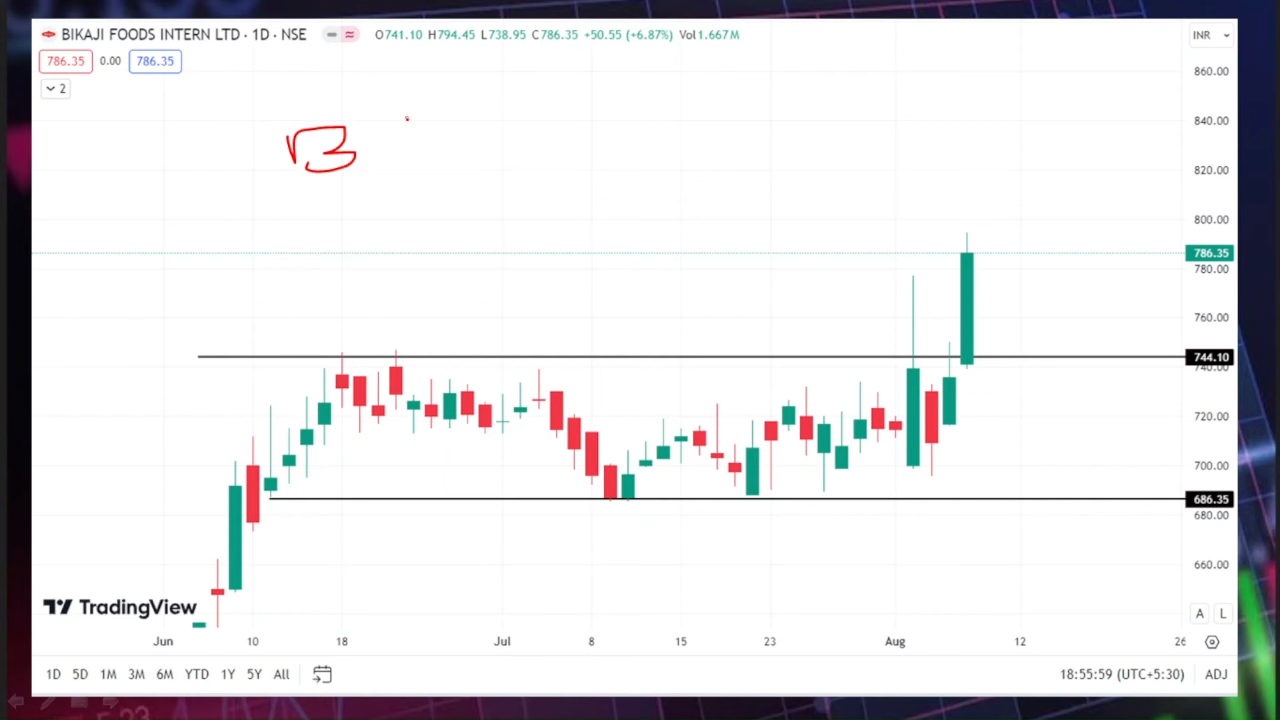 BIKAJI FOODS INTERN LTD · 1D · NSE O741.10 H794.45 L738.95 C786.35 +50.55 (+6.87%) Vol1.667M INR
786.35 0.00 786.35
2
860.00
840.00
820.00
800.00
786.35
780.00
760.00
744.10
740.00
720.00
700.00
686.35
680.00
660.00
TradingView
A L
Jun 10 18 Jul 8 15 23 Aug 12 26
1D 5D 1M 3M 6M YTD 1Y 5Y All 18:55:59 (UTC+5:30) ADJ